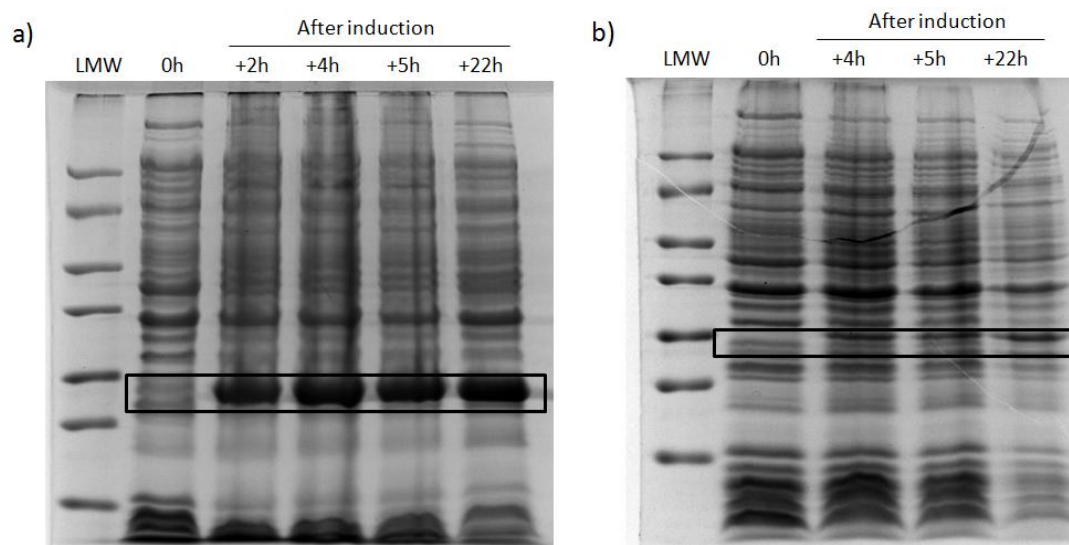 a)
After induction
LMW 0h +2h +4h +5h +22h
b)
After induction
LMW 0h +4h +5h +22h